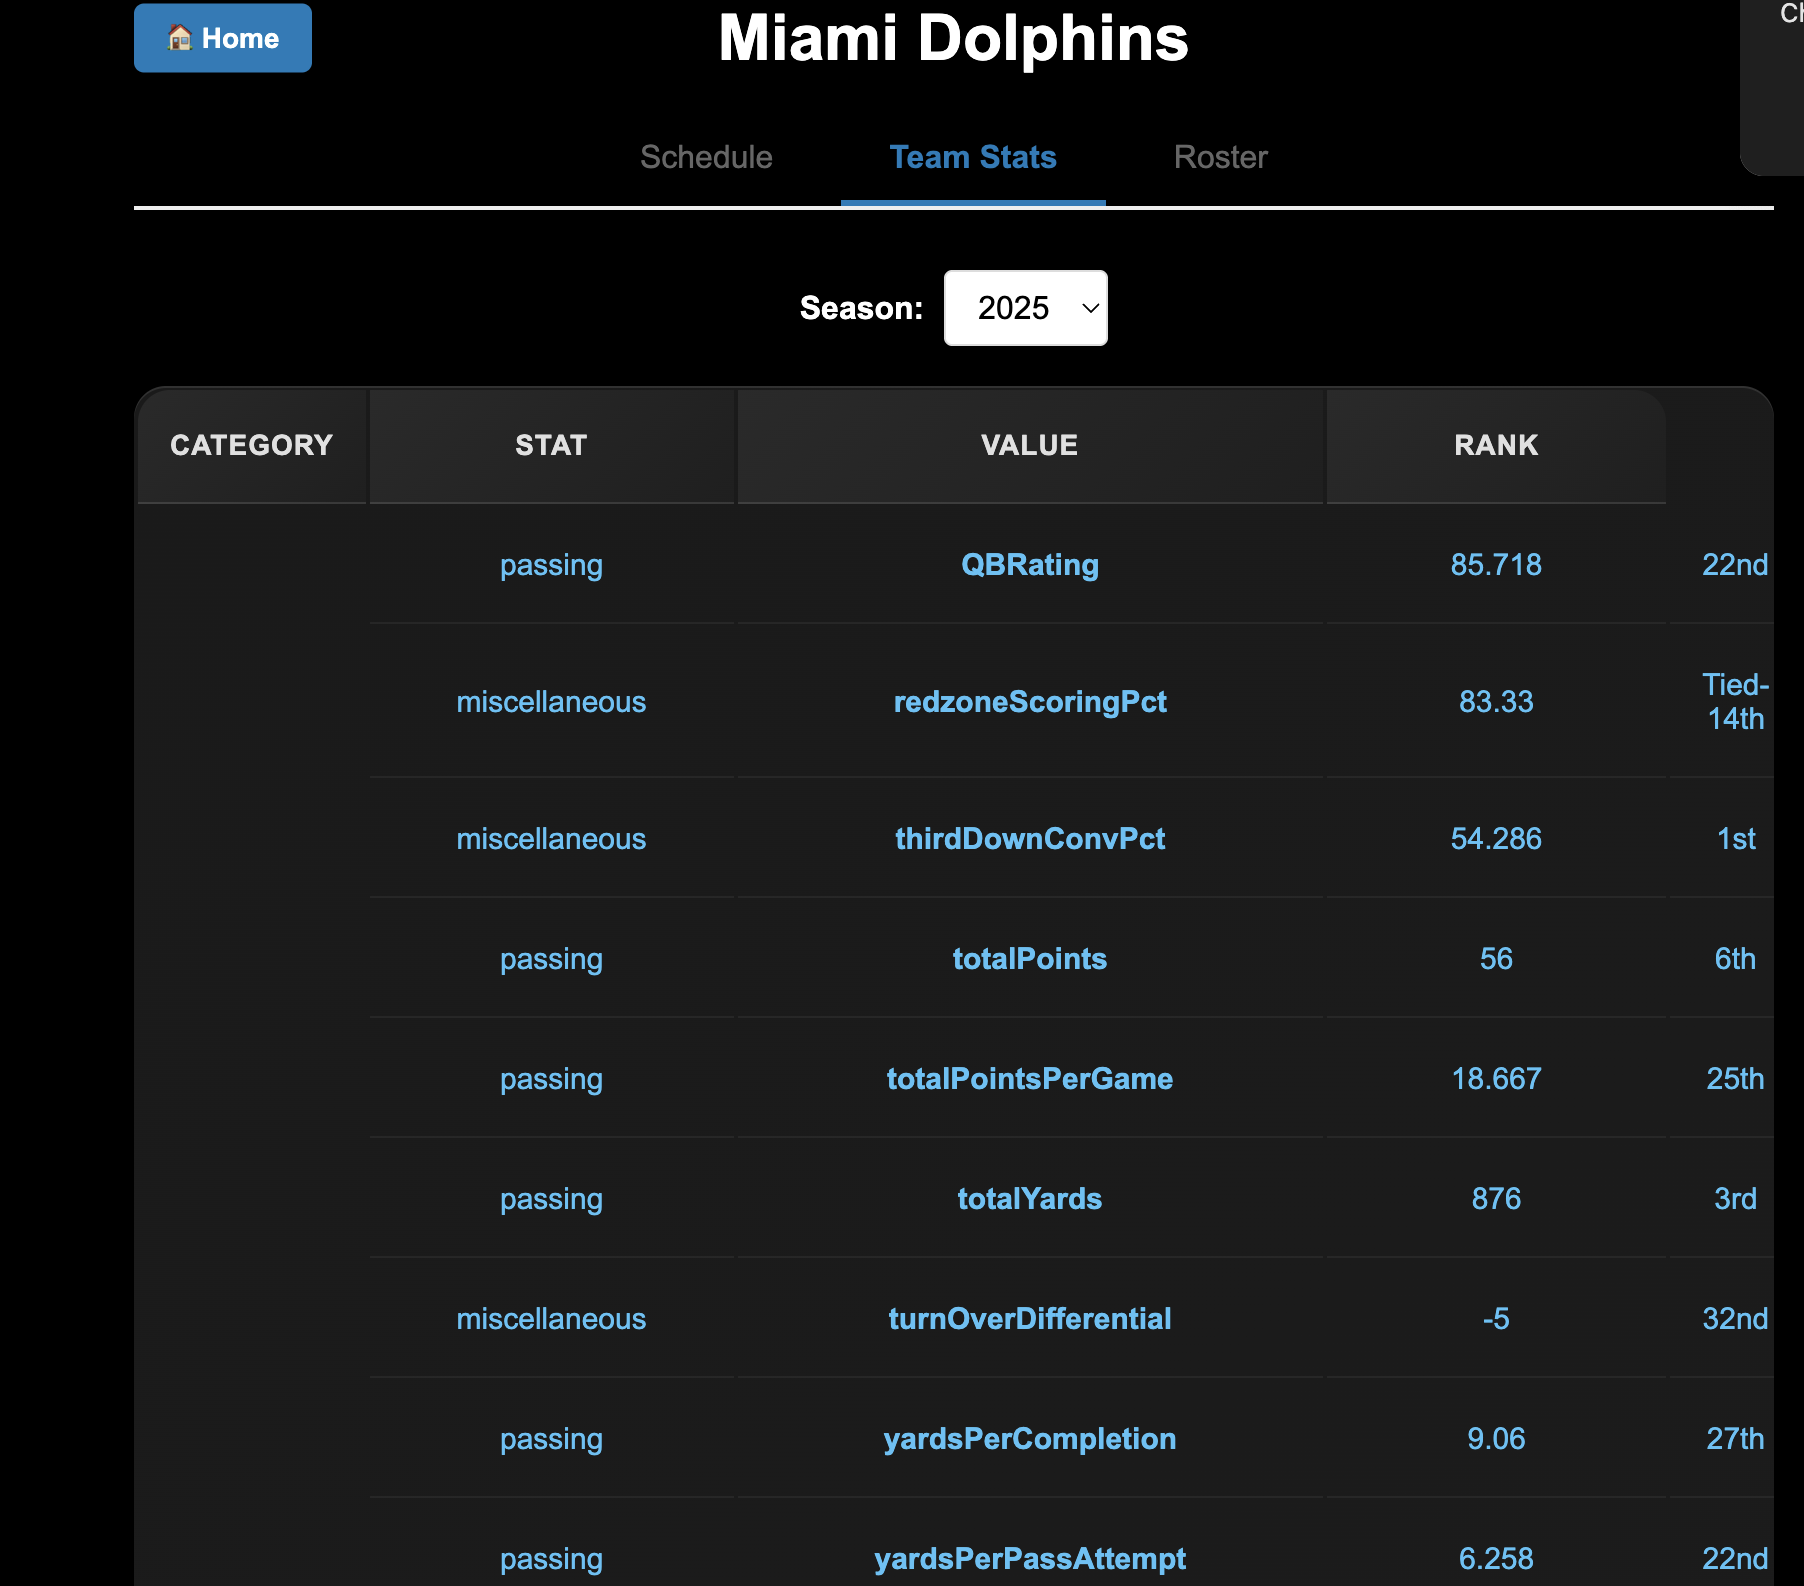 🏠 Home
Miami Dolphins
Ch
Schedule Team Stats Roster
Season: 2025
CATEGORY STAT VALUE RANK
passing QBRating 85.718 22nd
miscellaneous redzoneScoringPct 83.33 Tied-
14th
miscellaneous thirdDownConvPct 54.286 1st
passing totalPoints 56 6th
passing totalPointsPerGame 18.667 25th
passing totalYards 876 3rd
miscellaneous turnOverDifferential -5 32nd
passing yardsPerCompletion 9.06 27th
passing yardsPerPassAttempt 6.258 22nd